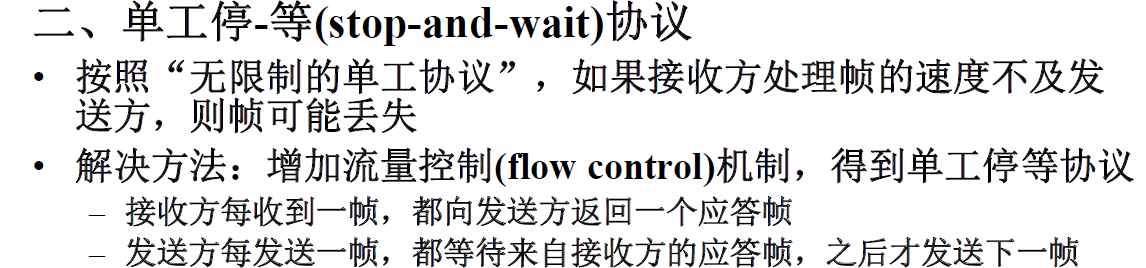 二、单工停-等(stop-and-wait)协议
• 按照“无限制的单工协议”，如果接收方处理帧的速度不及发
送方，则帧可能丢失
• 解决方法：增加流量控制(flow control)机制，得到单工停等协议
– 接收方每收到一帧，都向发送方返回一个应答帧
– 发送方每发送一帧，都等待来自接收方的应答帧，之后才发送下一帧